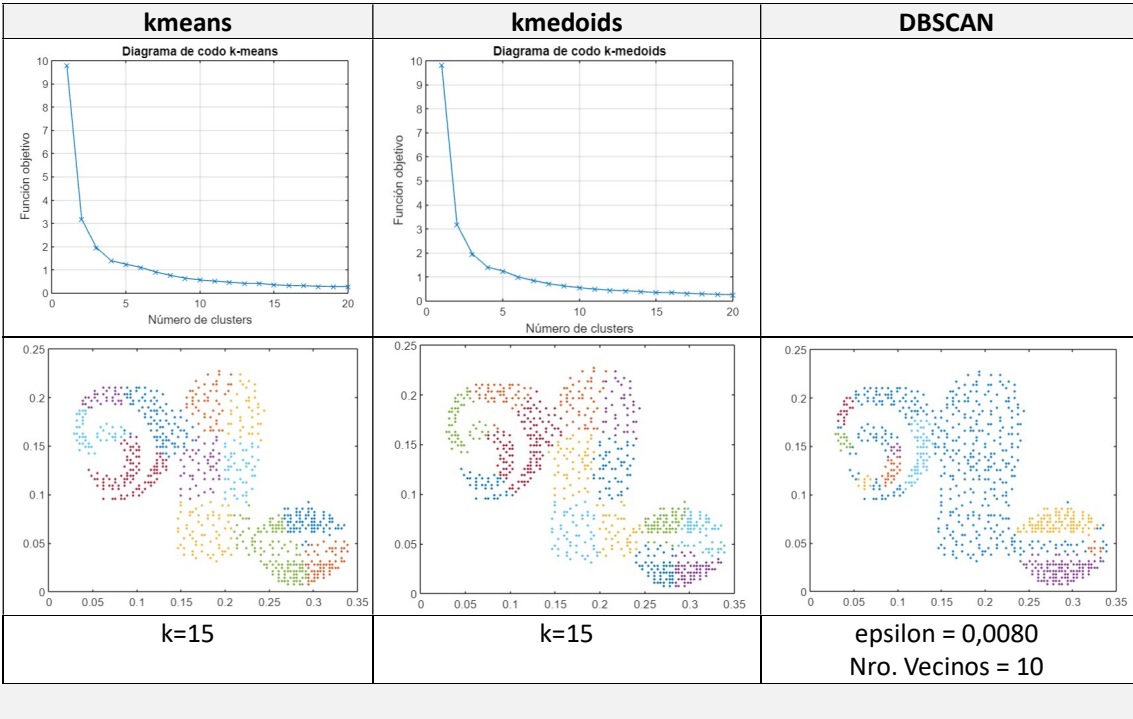 kmeans
kmedoids
DBSCAN
Diagrama de codo k-means
10
9
8
7
6
5
4
3
2
1
0
Función objetivo
0 5 10 15 20
Número de clusters
Diagrama de codo k-medoids
10
9
8
7
6
5
4
3
2
1
0
Función objetivo
0 5 10 15 20
Número de clusters
0.25
0.2
0.15
0.1
0.05
0
0 0.05 0.1 0.15 0.2 0.25 0.3 0.35
0.25
0.2
0.15
0.1
0.05
0
0 0.05 0.1 0.15 0.2 0.25 0.3 0.35
0.25
0.2
0.15
0.1
0.05
0
0 0.05 0.1 0.15 0.2 0.25 0.3 0.35
k=15
k=15
epsilon = 0,0080
Nro. Vecinos = 10